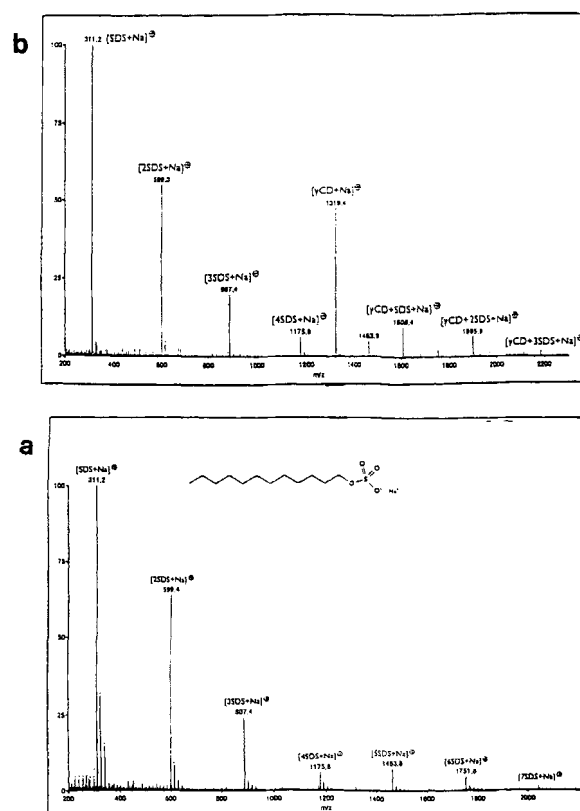 b
311.2 [SDS+Na]⊕
[2SDS+Na]⊕
599.3
[γCD+Na]⊕
1319.4
[3SDS+Na]⊕
887.4
[4SDS+Na]⊕
1175.8
[γCD+SDS+Na]⊕
1463.9
[γCD+2SDS+Na]⊕
[γCD+3SDS+Na]⊕
100
75
50
25
0
200 400 600 800 1000 1200 1400 1600 1800 2000 2200
m/z
a
[SDS+Na]⊕
311.2
O O
O S O⁻ Na⁺
[2SDS+Na]⊕
599.4
[3SDS+Na]⊕
887.4
[4SDS+Na]⊕
1175.8
[5SDS+Na]⊕
1463.8
[6SDS+Na]⊕
1751.8
[7SDS+Na]⊕
100
75
50
25
0
200 400 600 800 1000 1200 1400 1600 1800 2000
m/z